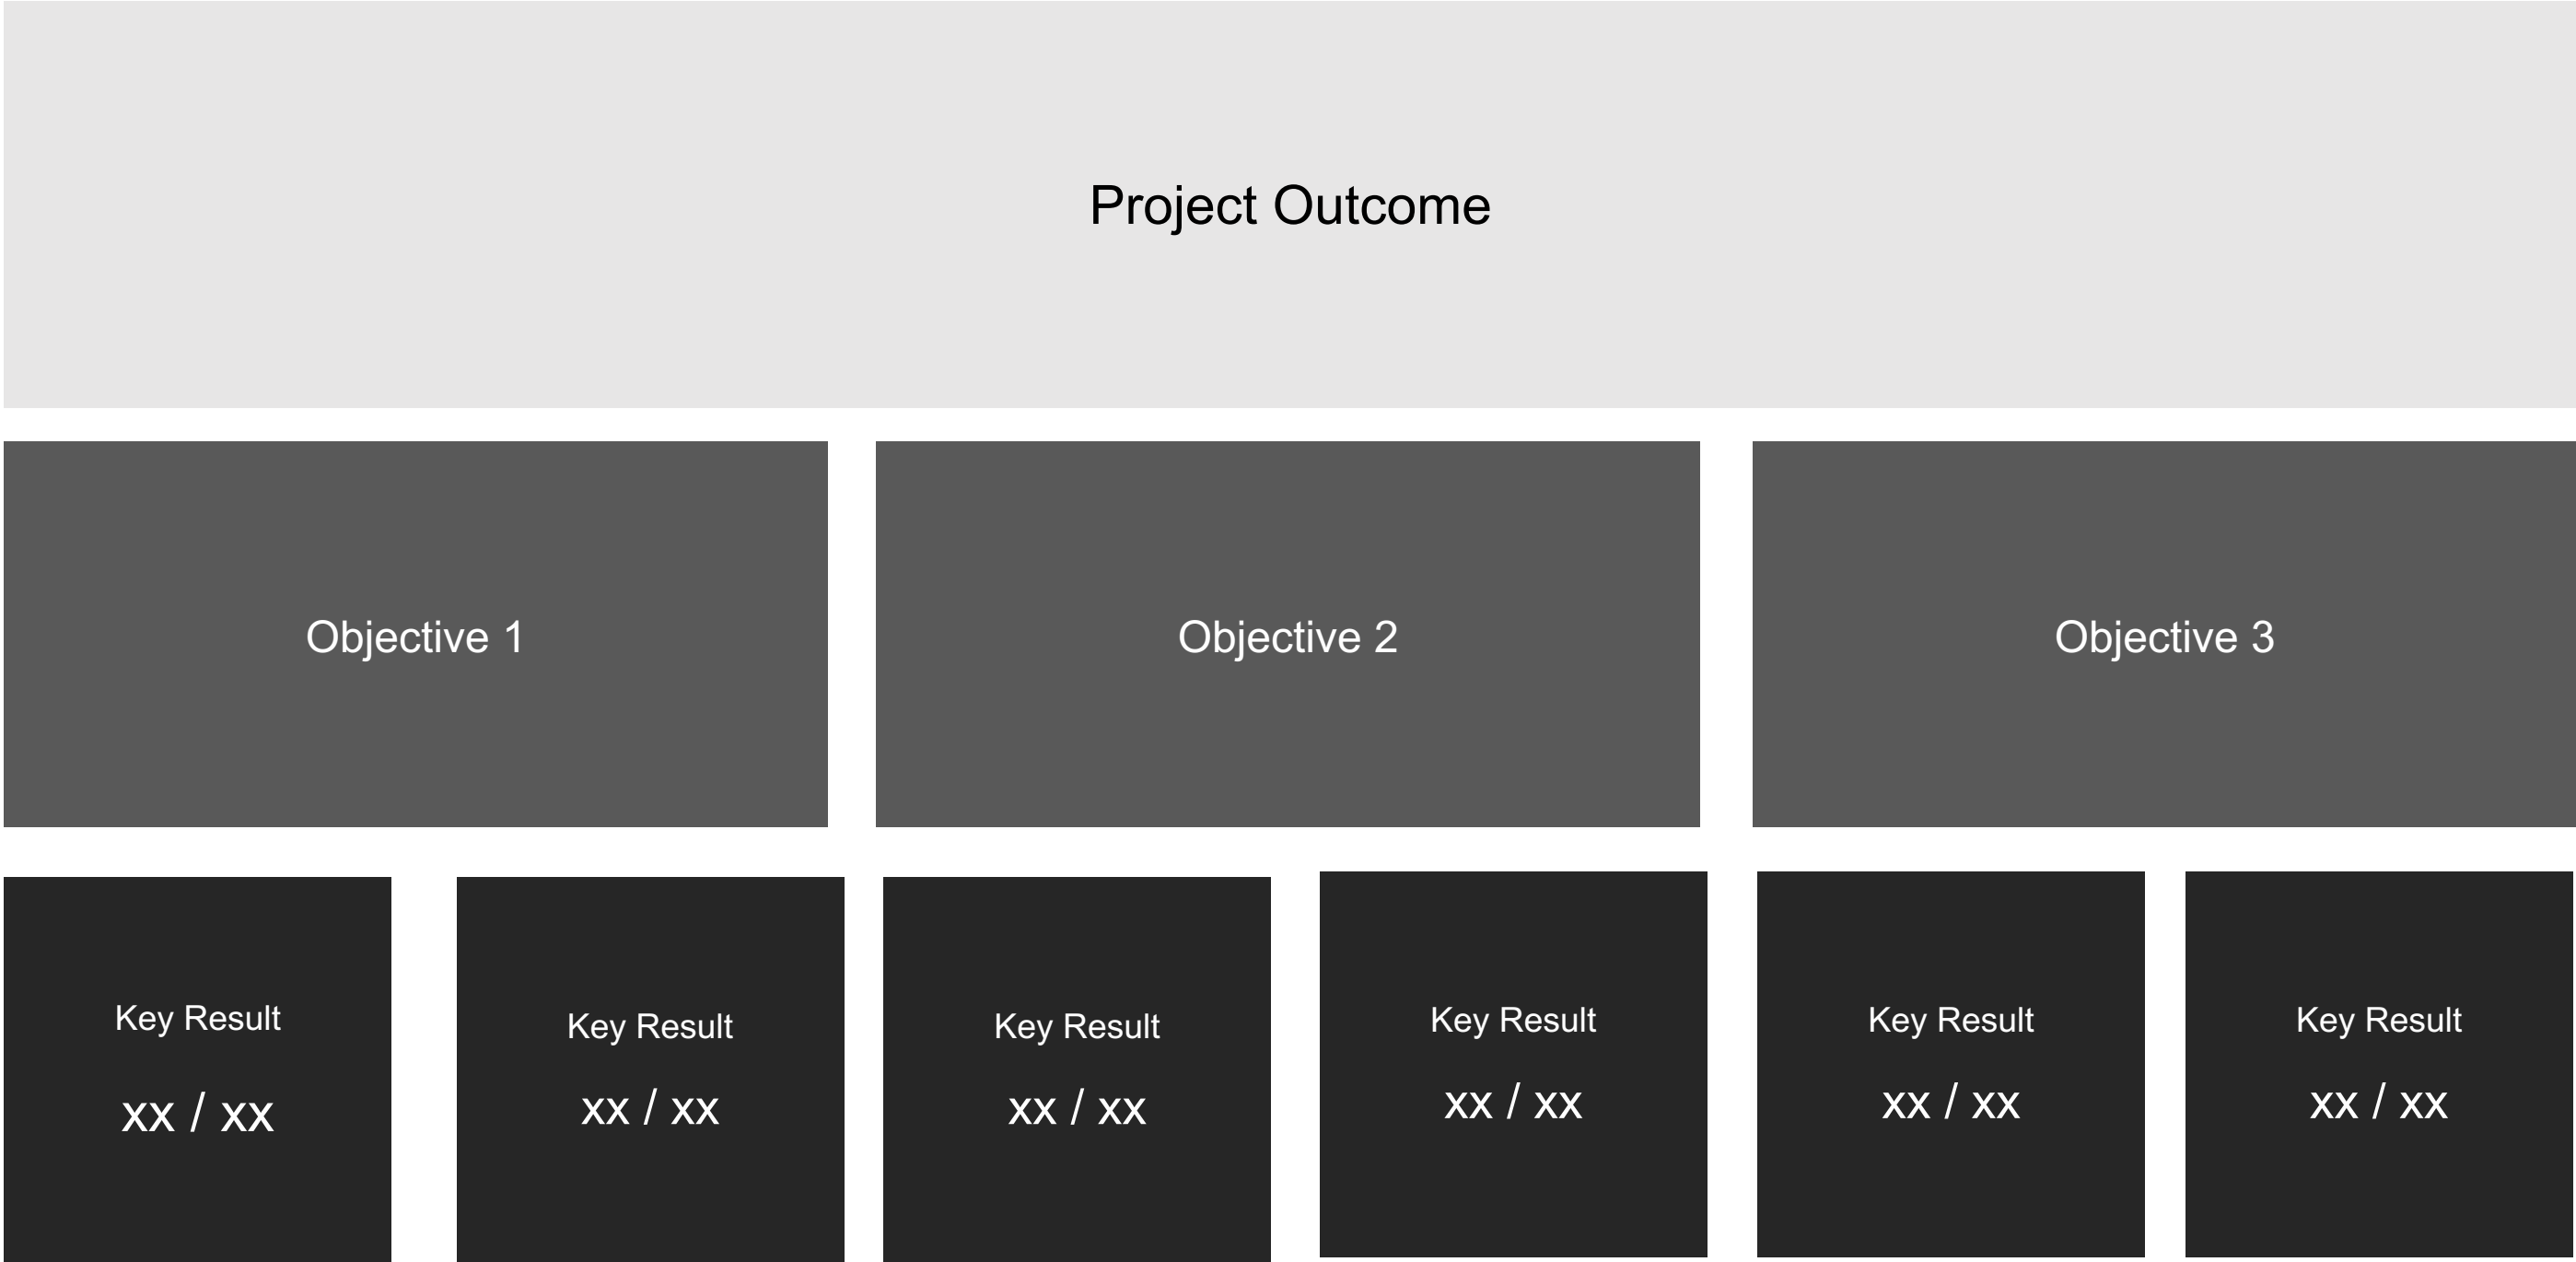 Project Outcome
Objective 1
Objective 2
Objective 3
Key Result
xx / xx
Key Result
xx / xx
Key Result
xx / xx
Key Result
xx / xx
Key Result
xx / xx
Key Result
xx / xx